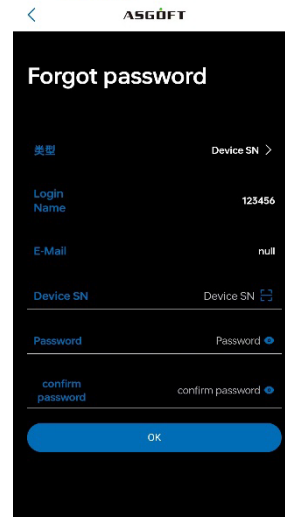 ASGOFT
Forgot password
类型 Device SN
Login
Name
123456
E-Mail null
Device SN Device SN
Password Password
confirm
password
confirm password
OK